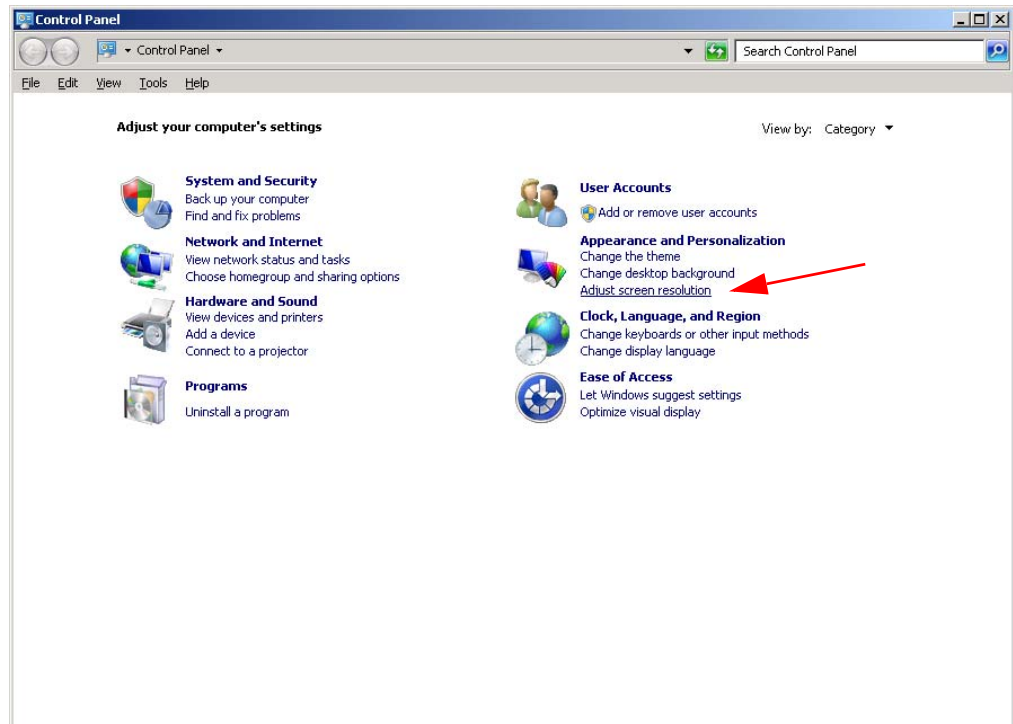 Control Panel
Control Panel
Search Control Panel
File Edit View Tools Help
Adjust your computer's settings
View by: Category
System and Security
Back up your computer
Find and fix problems
Network and Internet
View network status and tasks
Choose homegroup and sharing options
Hardware and Sound
View devices and printers
Add a device
Connect to a projector
Programs
Uninstall a program
User Accounts
Add or remove user accounts
Appearance and Personalization
Change the theme
Change desktop background
Adjust screen resolution
Clock, Language, and Region
Change keyboards or other input methods
Change display language
Ease of Access
Let Windows suggest settings
Optimize visual display